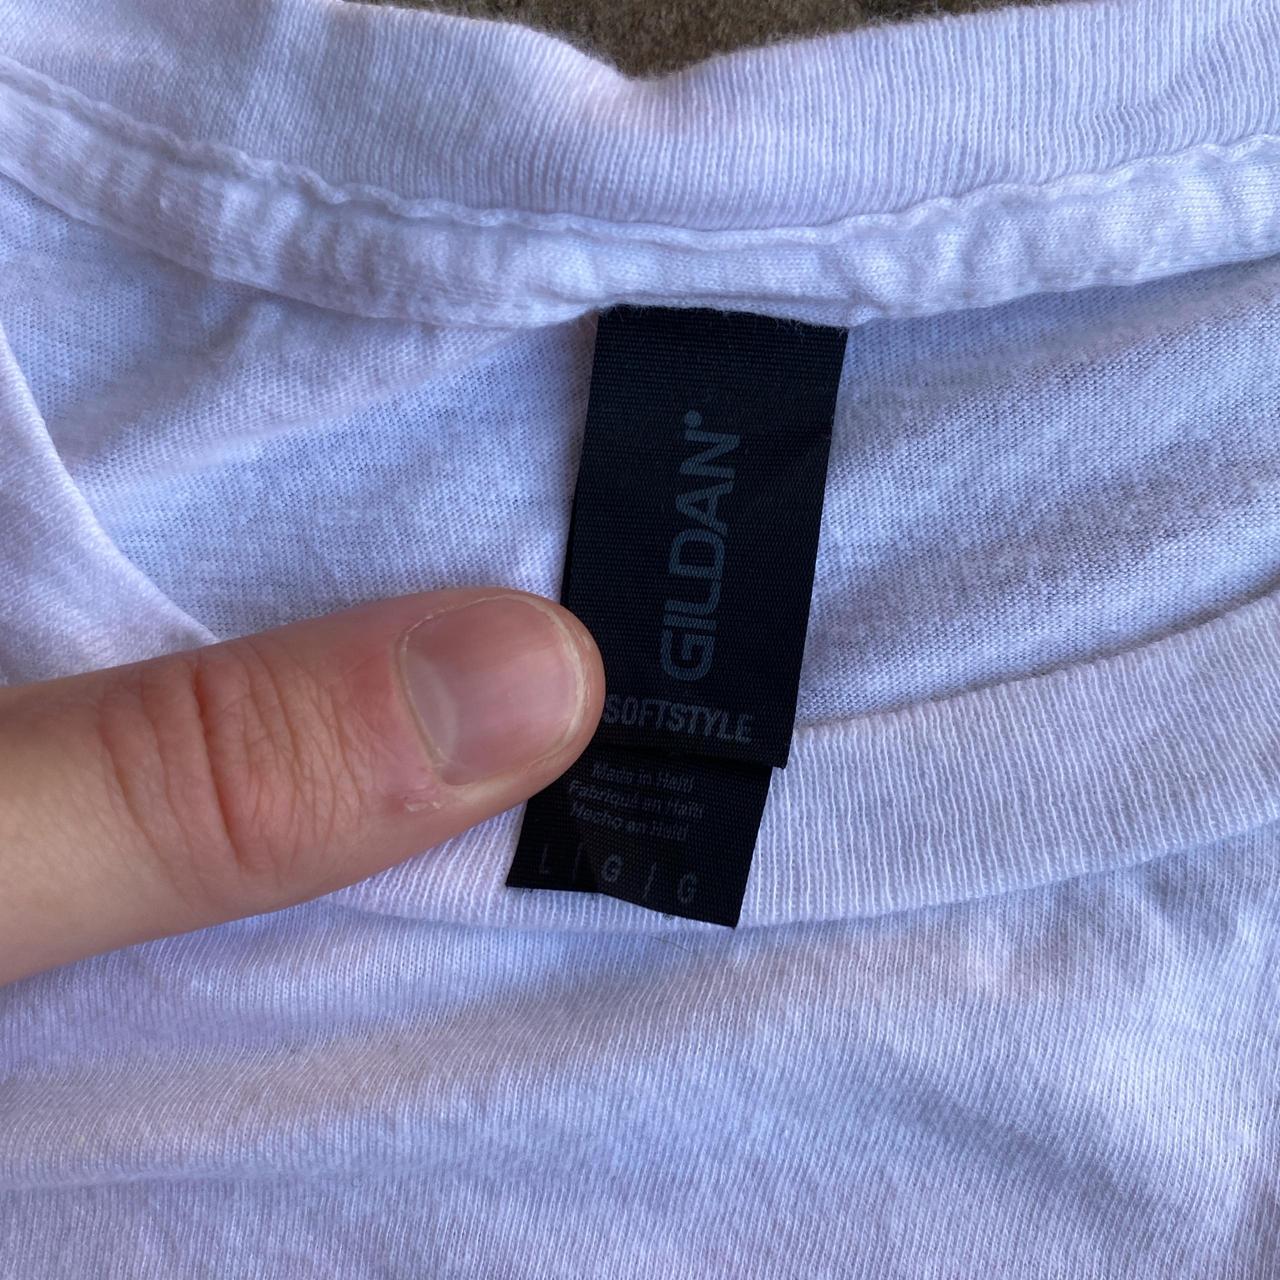 GILDAN
SOFTSTYLE
Made in Haiti
Fabriqué en Haïti
Hecho en Haití
L | G | G